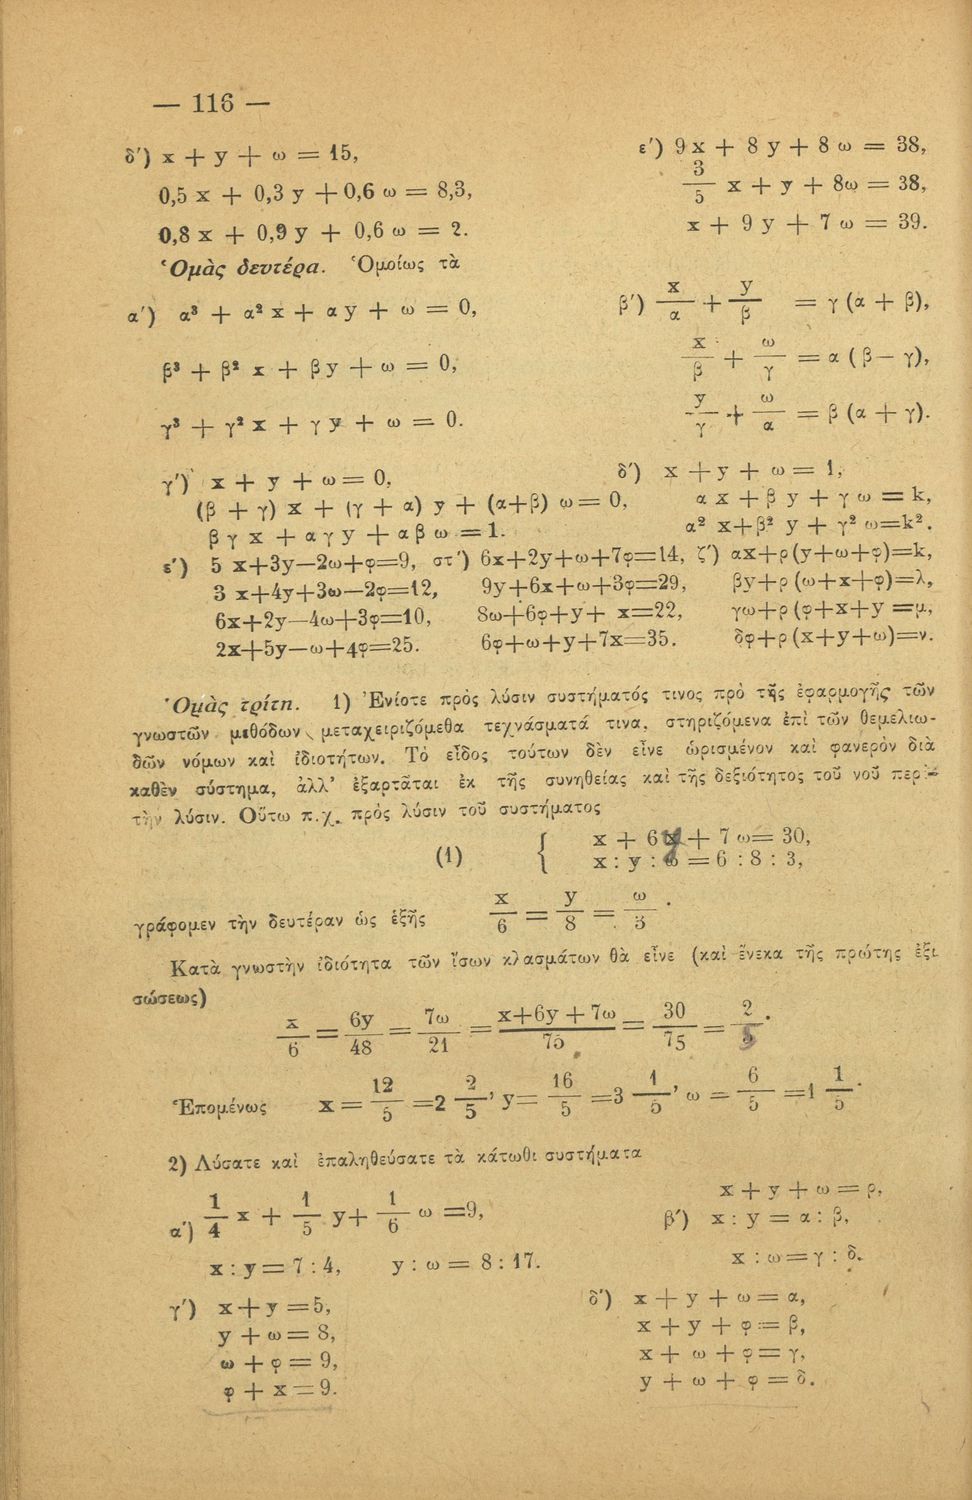 — 116 —
δ') x + y + ω = 15,
0,5 x + 0,3 y + 0,6 ω = 8,3,
0,8 x + 0,9 y + 0,6 ω = 2.
ε') 9 x + 8 y + 8 ω = 38,
3/5 x + y + 8ω = 38,
x + 9 y + 7 ω = 39.
Ὁμὰς δευτέρα. Ὁμοίως τὰ
α') α³ + α² x + α y + ω = 0,
β³ + β² x + β y + ω = 0,
γ³ + γ² x + γ y + ω = 0.
β') x/α + y/β = γ (α + β),
x/β + ω/γ = α (β — γ),
y/γ + ω/α = β (α + γ).
γ') x + y + ω = 0,
(β + γ) x + (γ + α) y + (α+β) ω = 0,
β γ x + α γ y + α β ω = 1.
δ') x + y + ω = 1,
α x + β y + γ ω = k,
α² x+β² y + γ² ω=k².
ε') 5 x+3y—2ω+φ=9,
3 x+4y+3ω—2φ=12,
6x+2y—4ω+3φ=10,
2x+5y—ω+4φ=25.
στ') 6x+2y+ω+7φ=14,
9y+6x+ω+3φ=29,
8ω+6φ+y+ x=22,
6φ+ω+y+7x=35.
ζ') αx+ρ(y+ω+φ)=k,
βy+ρ (ω+x+φ)=λ,
γω+ρ (φ+x+y =μ,
δφ+ρ (x+y+ω)=ν.
Ὁμὰς τρίτη. 1) Ἐνίοτε πρὸς λύσιν συστήματός τινος πρὸ τῆς ἐφαρμογῆς τῶν
γνωστῶν μεθόδων, μεταχειριζόμεθα τεχνάσματά τινα, στηριζόμενα ἐπὶ τῶν θεμελιω-
δῶν νόμων καὶ ἰδιοτήτων. Τὸ εἶδος τούτων δὲν εἶνε ὡρισμένον καὶ φανερὸν διὰ
καθὲν σύστημα, ἀλλ' ἐξαρτᾶται ἐκ τῆς συνηθείας καὶ τῆς δεξιότητος τοῦ νοῦ περὶ
τὴν λύσιν. Οὕτω π.χ. πρὸς λύσιν τοῦ συστήματος
(1) { x + 6y + 7 ω = 30,
x : y : ω = 6 : 8 : 3,
γράφομεν τὴν δευτέραν ὡς ἑξῆς x/6 = y/8 = ω/3 .
Κατὰ γνωστὴν ἰδιότητα τῶν ἴσων κλασμάτων θὰ εἶνε (καὶ ἕνεκα τῆς πρώτης ἐξι
σώσεως)
x/6 = 6y/48 = 7ω/21 = x+6y+7ω/75 = 30/75 = 2/5 .
Ἑπομένως x = 12/5 = 2 2/5, y = 16/5 = 3 1/5, ω = 6/5 = 1 1/5.
2) Λύσατε καὶ ἐπαληθεύσατε τὰ κάτωθι συστήματα
α') 1/4 x + 1/5 y + 1/6 ω = 9,
x : y = 7 : 4, y : ω = 8 : 17.
β') x + y + ω = ρ,
x : y = α : β,
x : ω = γ : δ.
γ') x + y = 5,
y + ω = 8,
ω + φ = 9,
φ + x = 9.
δ') x + y + ω = α,
x + y + φ = β,
x + ω + φ = γ,
y + ω + φ = δ.